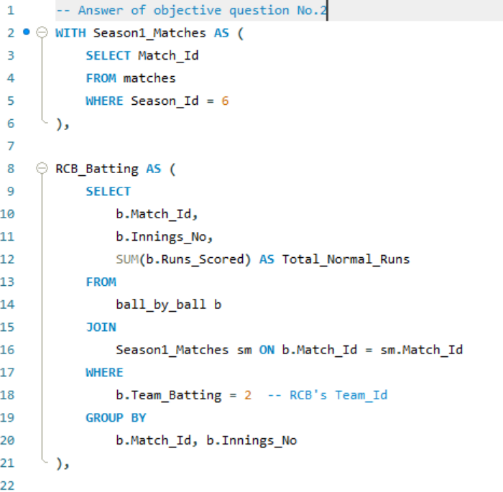 1 -- Answer of objective question No.2
2 WITH Season1_Matches AS (
3 SELECT Match_Id
4 FROM matches
5 WHERE Season_Id = 6
6 ),
7
8 RCB_Batting AS (
9 SELECT
10 b.Match_Id,
11 b.Innings_No,
12 SUM(b.Runs_Scored) AS Total_Normal_Runs
13 FROM
14 ball_by_ball b
15 JOIN
16 Season1_Matches sm ON b.Match_Id = sm.Match_Id
17 WHERE
18 b.Team_Batting = 2 -- RCB's Team_Id
19 GROUP BY
20 b.Match_Id, b.Innings_No
21 ),
22